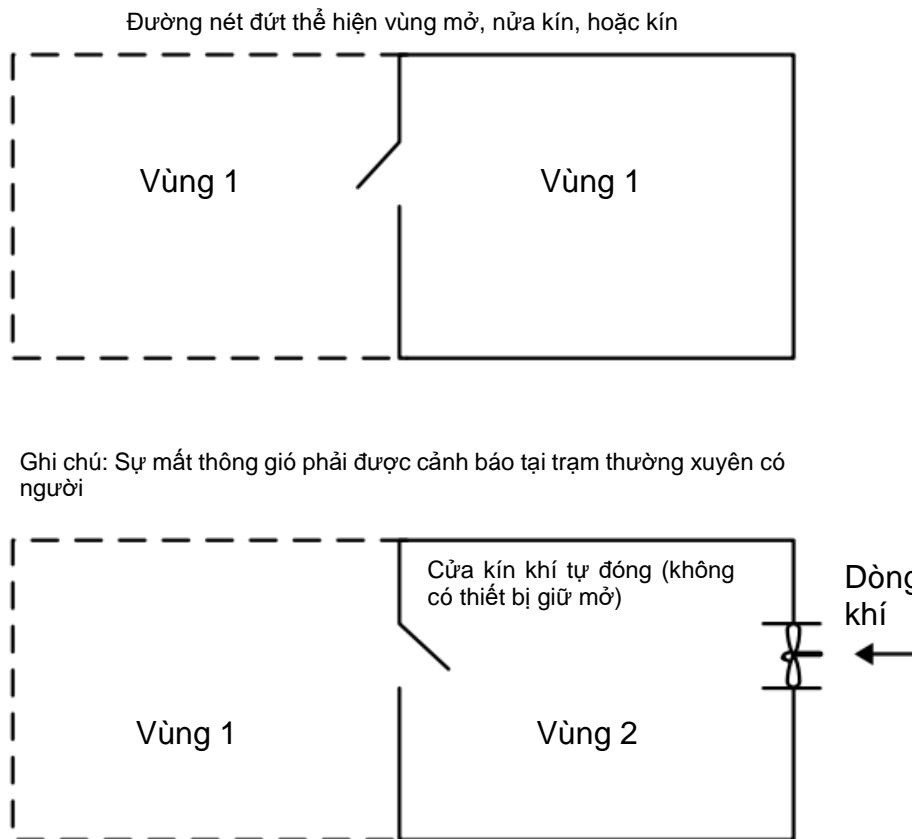 Đường nét đứt thể hiện vùng mở, nửa kín, hoặc kín
Vùng 1
Vùng 1
Ghi chú: Sự mất thông gió phải được cảnh báo tại trạm thường xuyên có
người
Cửa kín khí tự đóng (không
có thiết bị giữ mở)
Dòng
khí
Vùng 1
Vùng 2